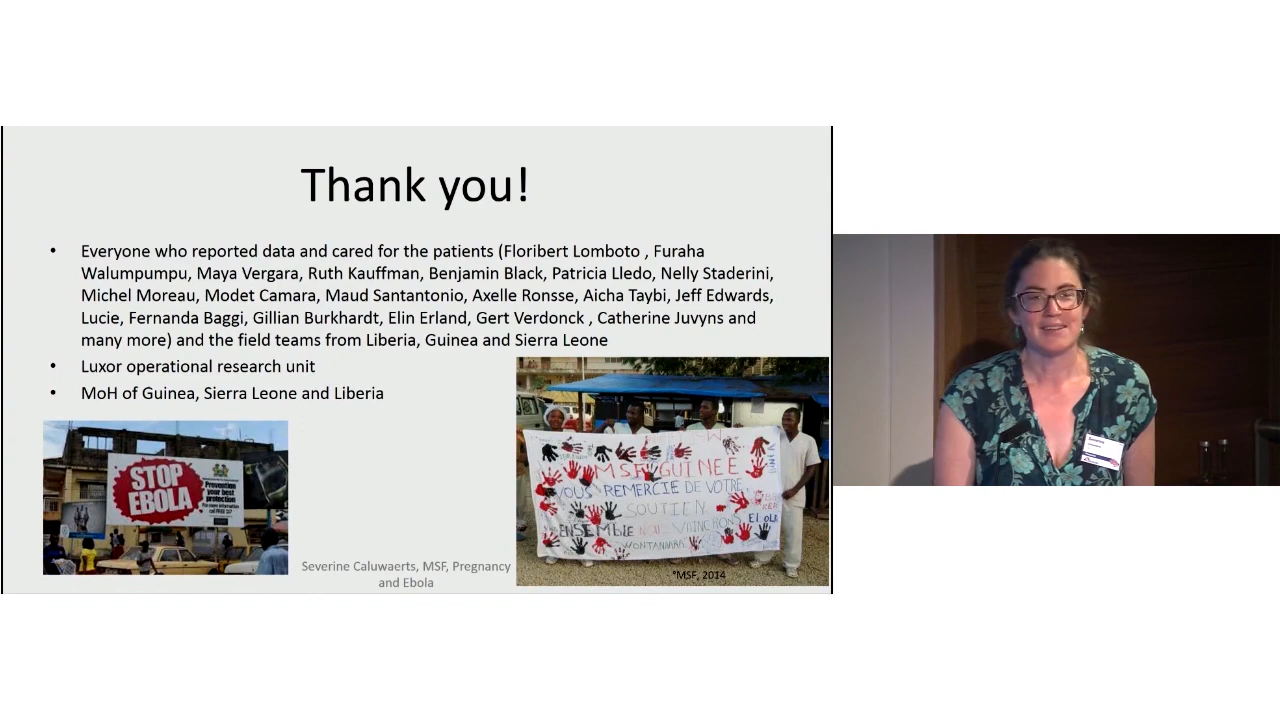 Thank you!
• Everyone who reported data and cared for the patients (Floribert Lomboto , Furaha
Walumpumpu, Maya Vergara, Ruth Kauffman, Benjamin Black, Patricia Lledo, Nelly Staderini,
Michel Moreau, Modet Camara, Maud Santantonio, Axelle Ronsse, Aicha Taybi, Jeff Edwards,
Lucie, Fernanda Baggi, Gillian Burkhardt, Elin Erland, Gert Verdonck , Catherine Juvyns and
many more) and the field teams from Liberia, Guinea and Sierra Leone
• Luxor operational research unit
• MoH of Guinea, Sierra Leone and Liberia
STOP
EBOLA
Prevention
your best
protection
MSF GUINEE
VOUS REMERCIE DE VOTRE
SOUTIEN
ENSEMBLE NOUS VAINCRONS EBOLA
WONTANARA
Severine Caluwaerts, MSF, Pregnancy
and Ebola
°MSF, 2014